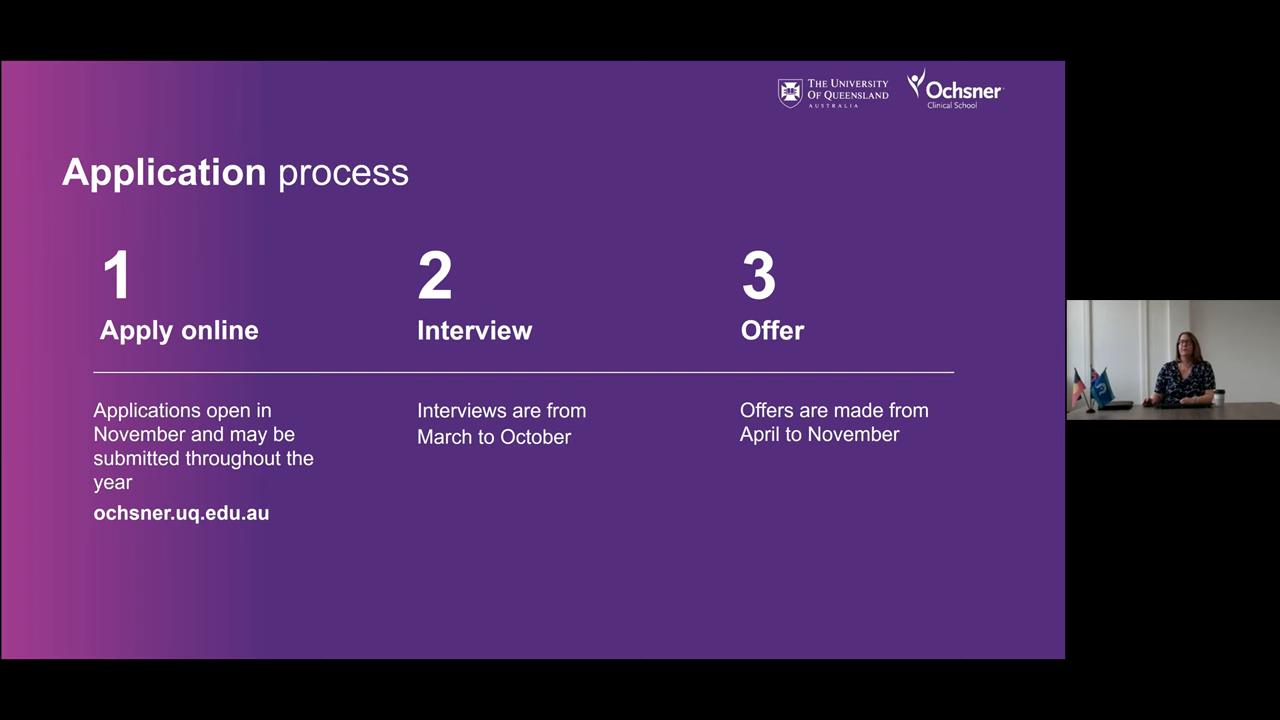 THE UNIVERSITY
OF QUEENSLAND
AUSTRALIA
Ochsner
Clinical School
Application process
1
Apply online
Applications open in
November and may be
submitted throughout the
year
ochsner.uq.edu.au
2
Interview
Interviews are from
March to October
3
Offer
Offers are made from
April to November